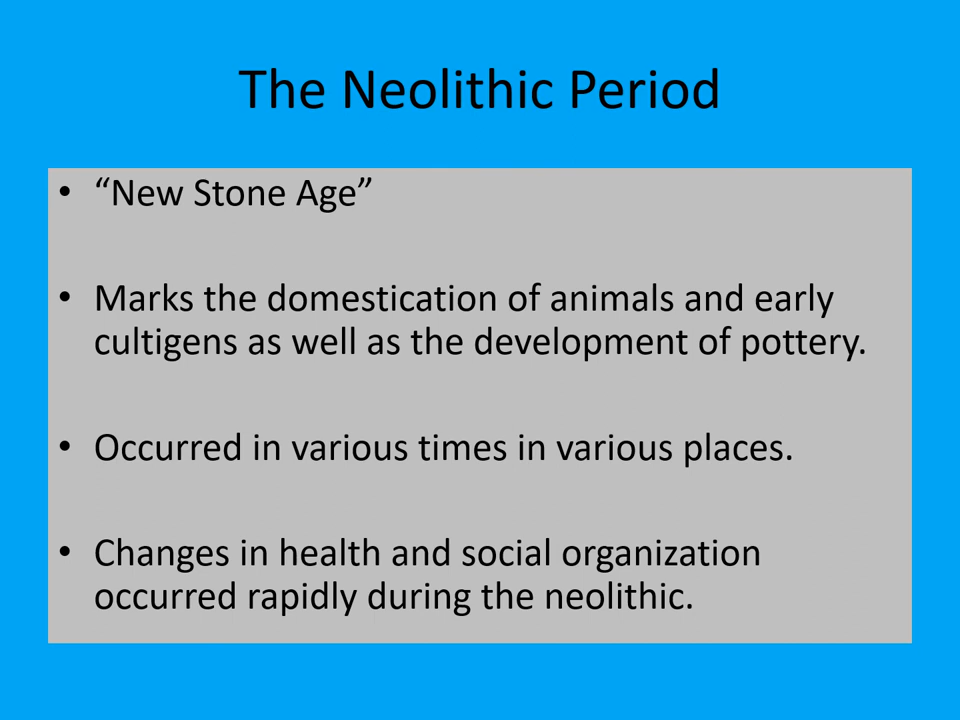 The Neolithic Period
• “New Stone Age”
• Marks the domestication of animals and early
cultigens as well as the development of pottery.
• Occurred in various times in various places.
• Changes in health and social organization
occurred rapidly during the neolithic.